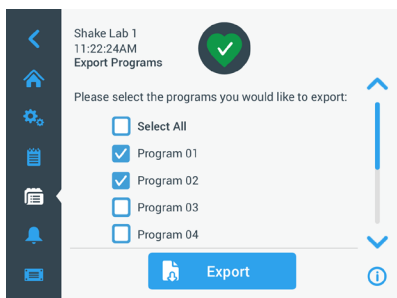 Shake Lab 1
11:22:24AM
Export Programs
Please select the programs you would like to export:
Select All
Program 01
Program 02
Program 03
Program 04
Export